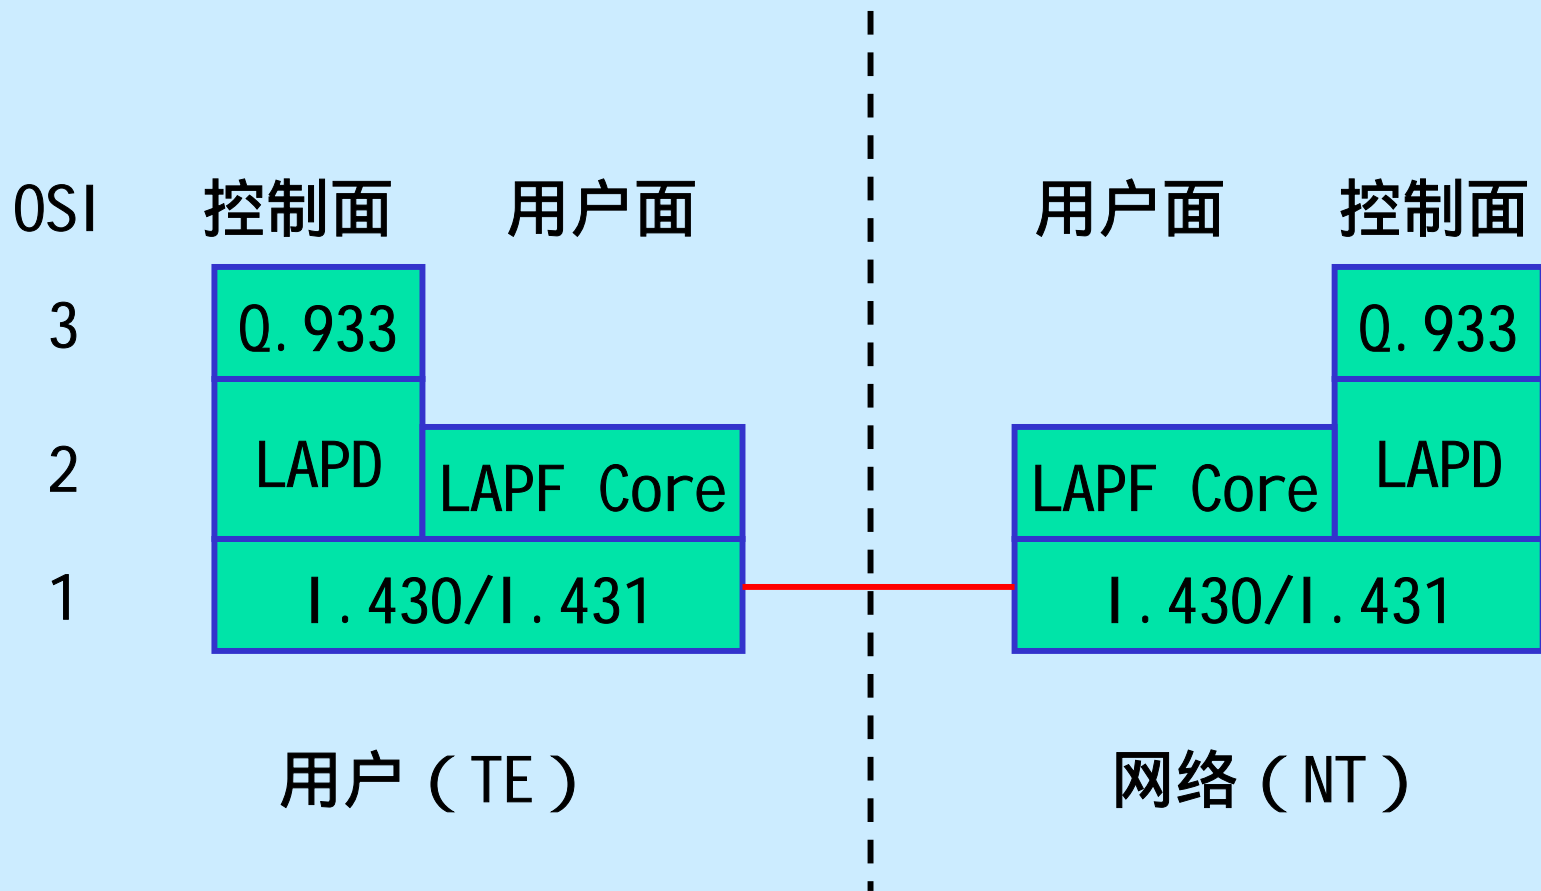 OSI 控制面 用户面 用户面 控制面
3 Q.933 Q.933
2 LAPD LAPF Core LAPF Core LAPD
1 I.430/I.431 I.430/I.431
用户（TE） 网络（NT）